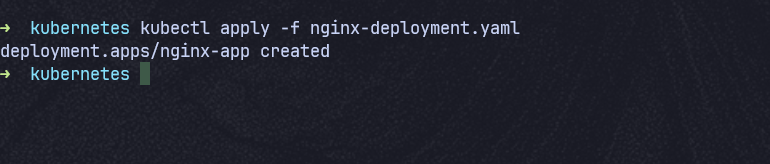 ➜  kubernetes kubectl apply -f nginx-deployment.yaml
deployment.apps/nginx-app created
➜  kubernetes